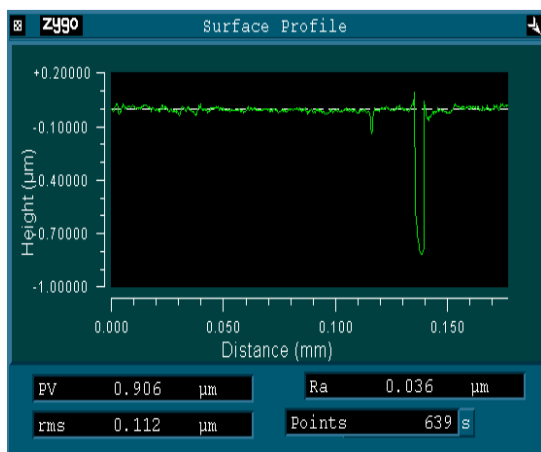 zygo Surface Profile
+0.20000
-0.10000
-0.40000
-0.70000
-1.00000
Height (µm)
0.000 0.050 0.100 0.150
Distance (mm)
PV 0.906 µm Ra 0.036 µm
rms 0.112 µm Points 639 s